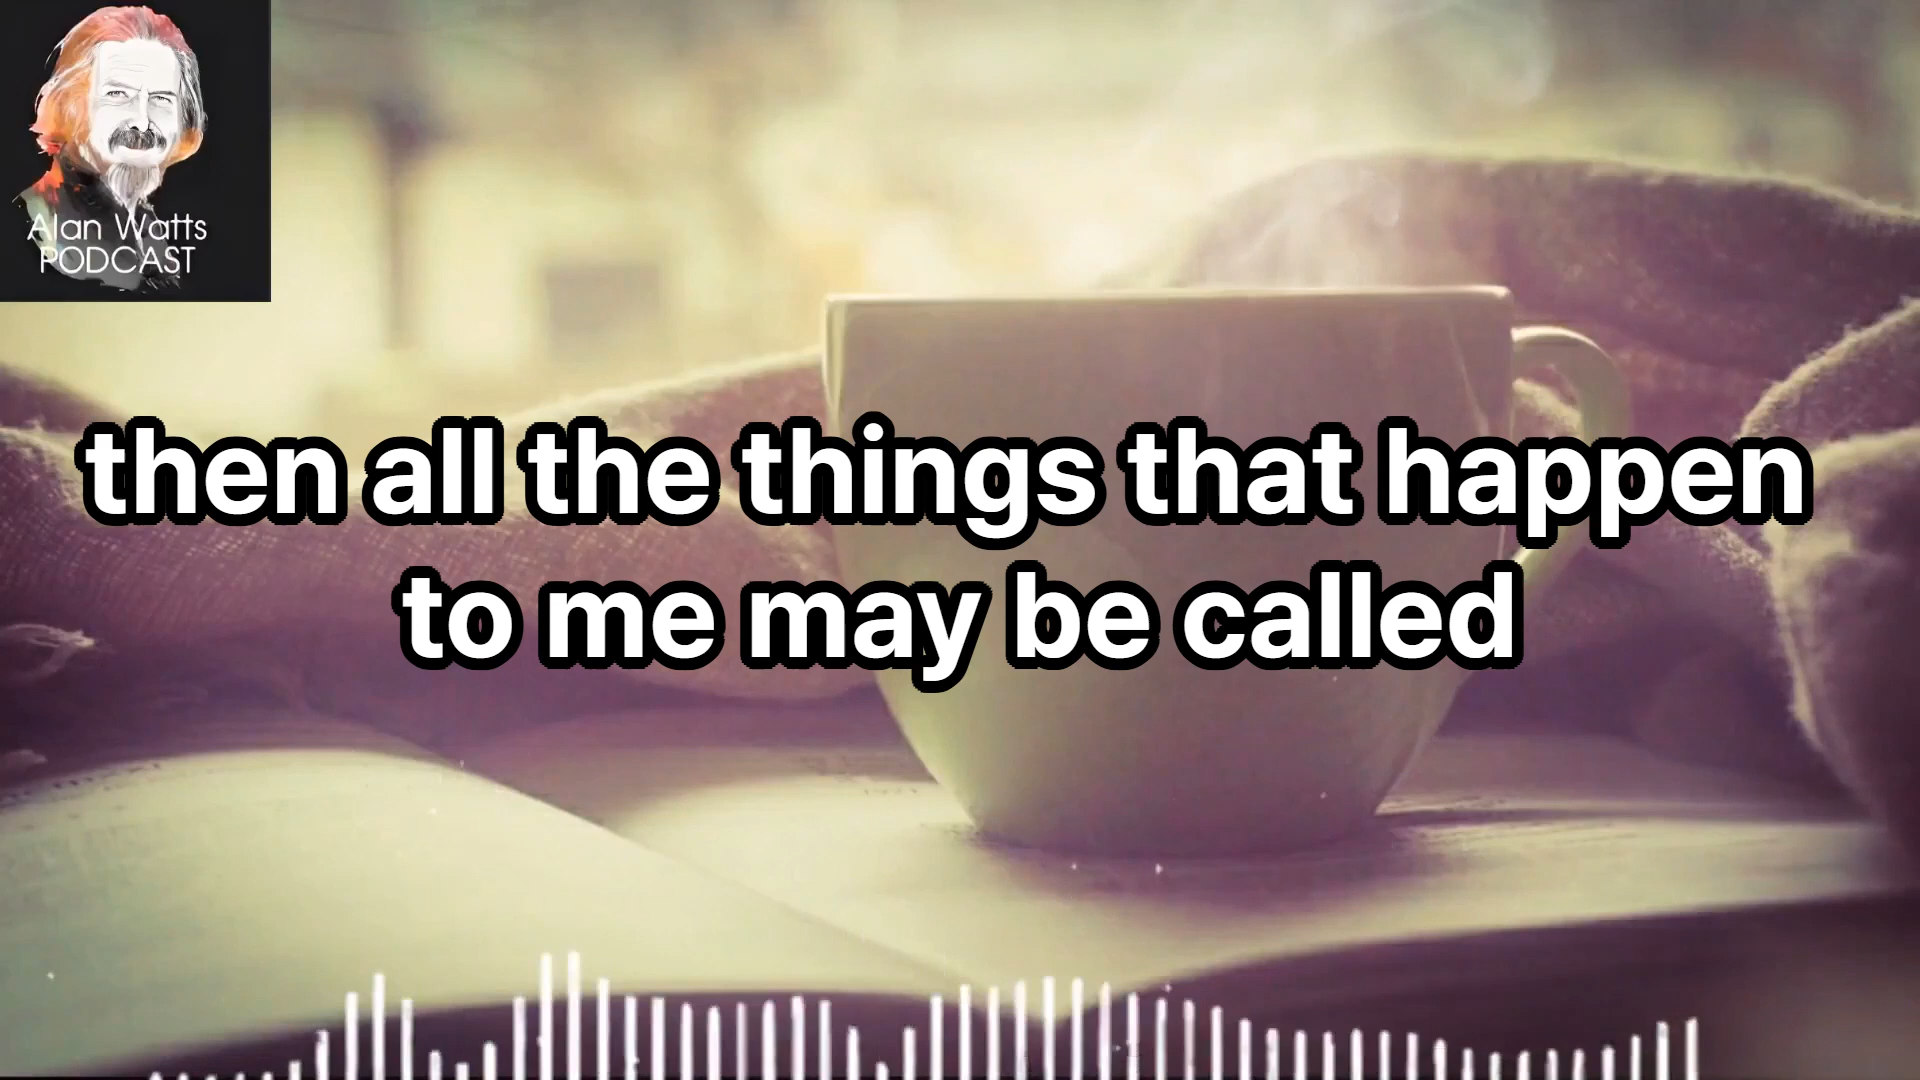 Alan Watts
PODCAST
then all the things that happen
to me may be called